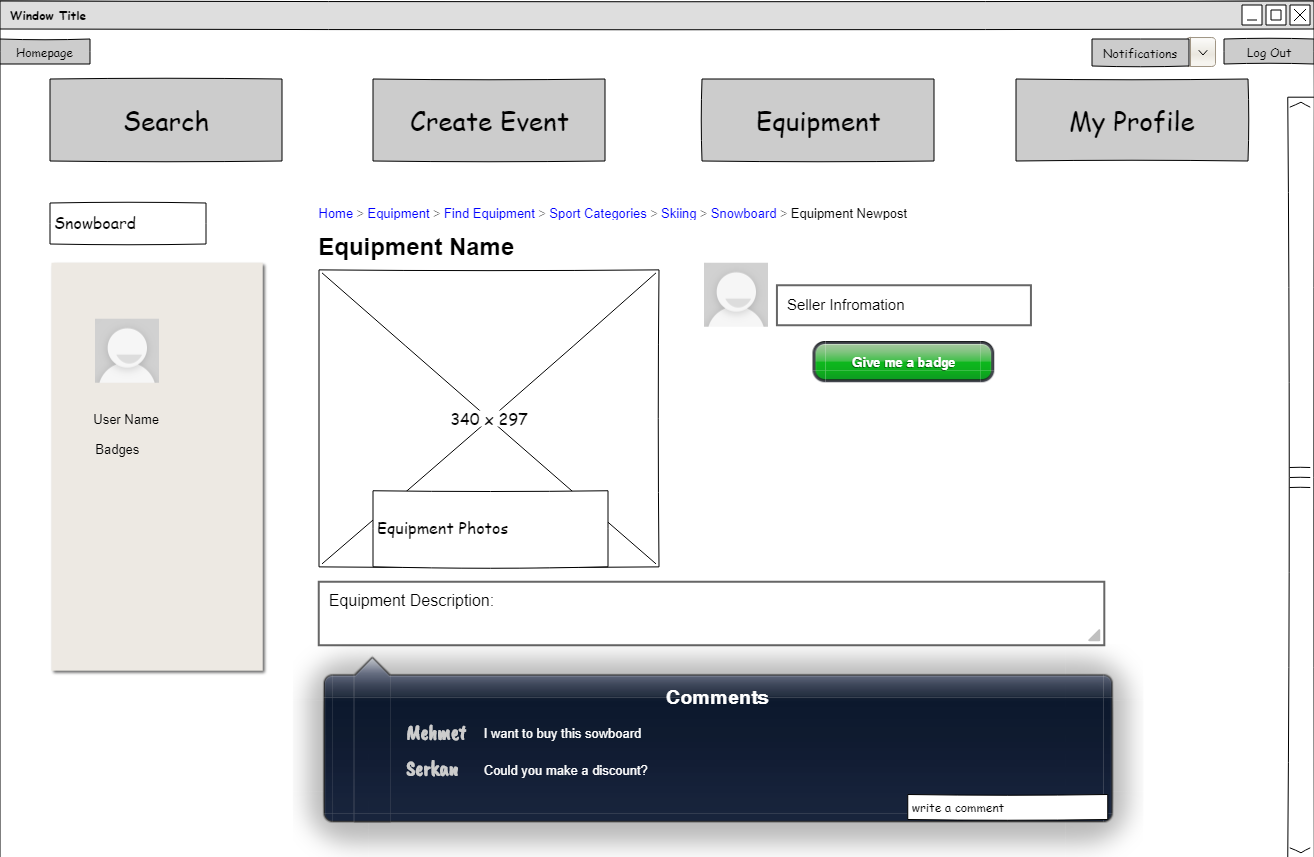 Window Title
Homepage
Notifications
Log Out
Search
Create Event
Equipment
My Profile
Snowboard
Home > Equipment > Find Equipment > Sport Categories > Skiing > Snowboard > Equipment Newpost
Equipment Name
Seller Infromation
Give me a badge
User Name
Badges
340 x 297
Equipment Photos
Equipment Description:
Comments
Mehmet I want to buy this sowboard
Serkan Could you make a discount?
write a comment